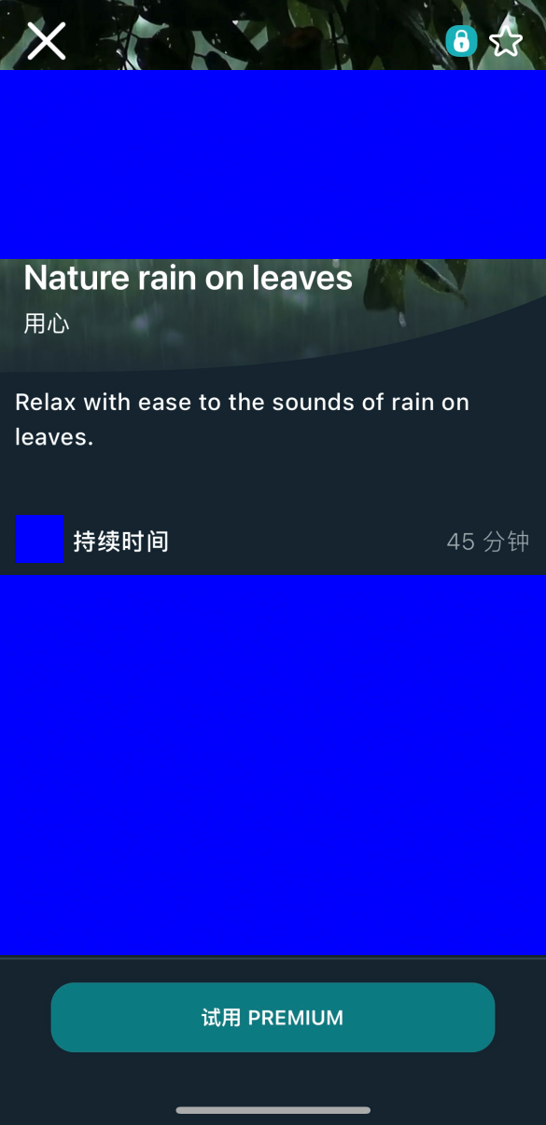 Nature rain on leaves
用心
Relax with ease to the sounds of rain on
leaves.
持续时间
45 分钟
试用 PREMIUM